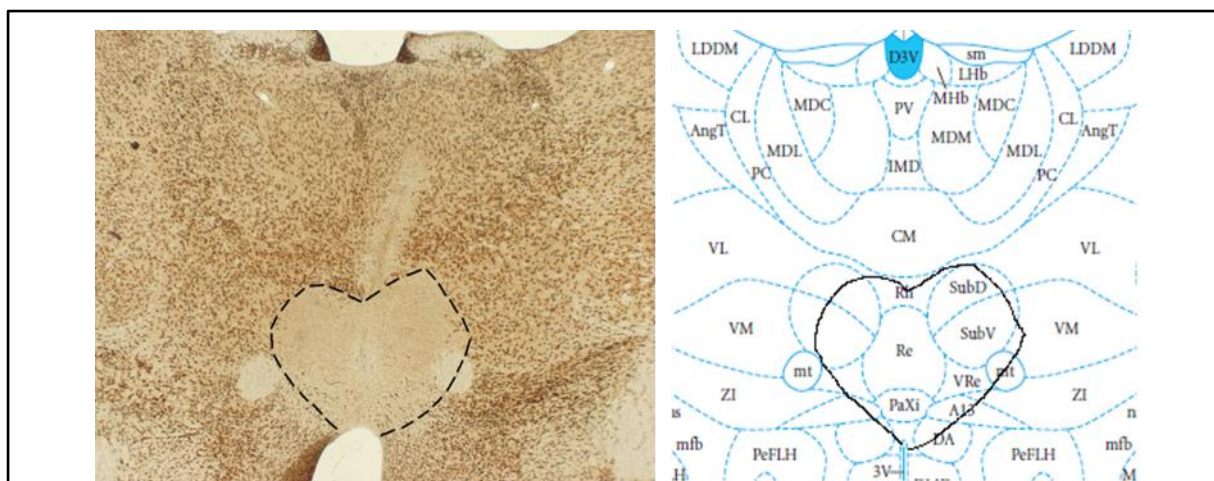 LDDM D3V sm LDDM
LHb
MHb
CL MDC PV MDC CL
AngT MDM AngT
MDL IMD MDL
PC PC
CM
VL VL
Rh SubD
VM SubV VM
Re
mt mt
VRe
ZI PaXi ZI
A13
mfb DA mfb
PeFLH PeFLH
3V